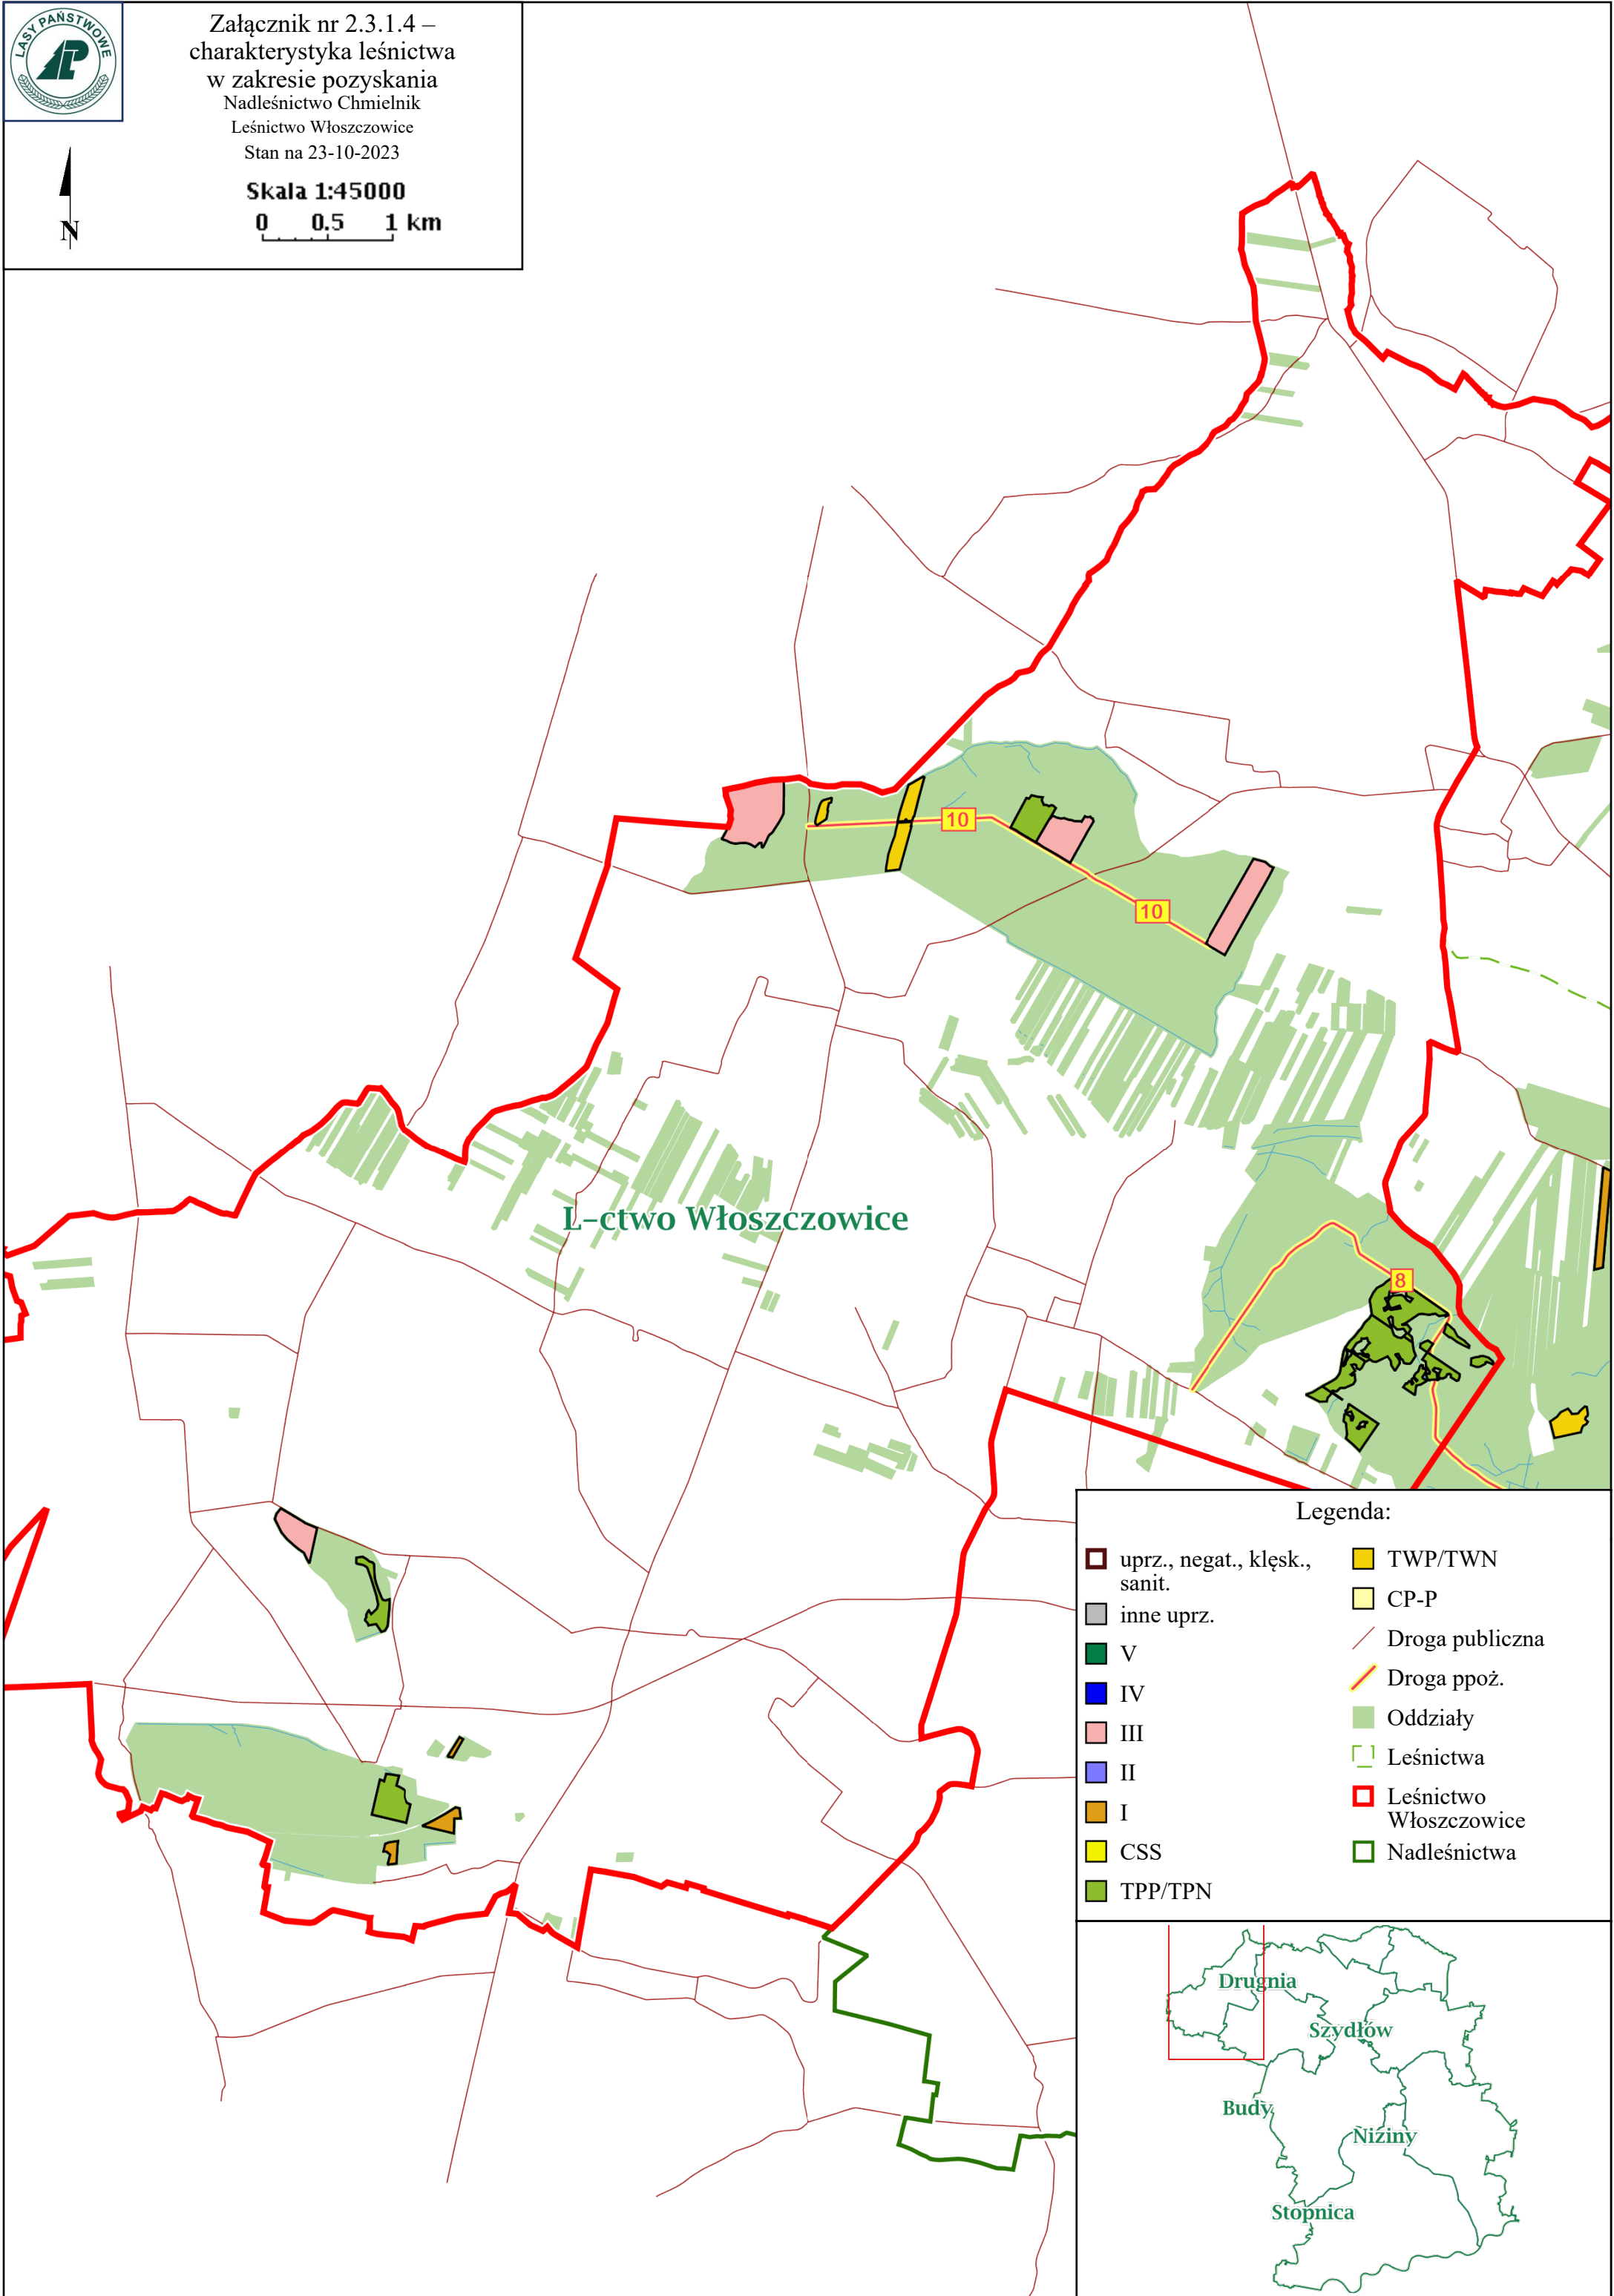 LASY PAŃSTWOWE
Załącznik nr 2.3.1.4 –
charakterystyka leśnictwa
w zakresie pozyskania
Nadleśnictwo Chmielnik
Leśnictwo Włoszczowice
Stan na 23-10-2023
Skala 1:45000
0 0.5 1 km
N
10
10
L-ctwo Włoszczowice
8
Legenda:
uprz., negat., klęsk.,
sanit.
inne uprz.
V
IV
III
II
I
CSS
TPP/TPN
TWP/TWN
CP-P
Droga publiczna
Droga ppoż.
Oddziały
Leśnictwa
Leśnictwo
Włoszczowice
Nadleśnictwa
Drugnia
Szydłów
Budy
Niziny
Stopnica